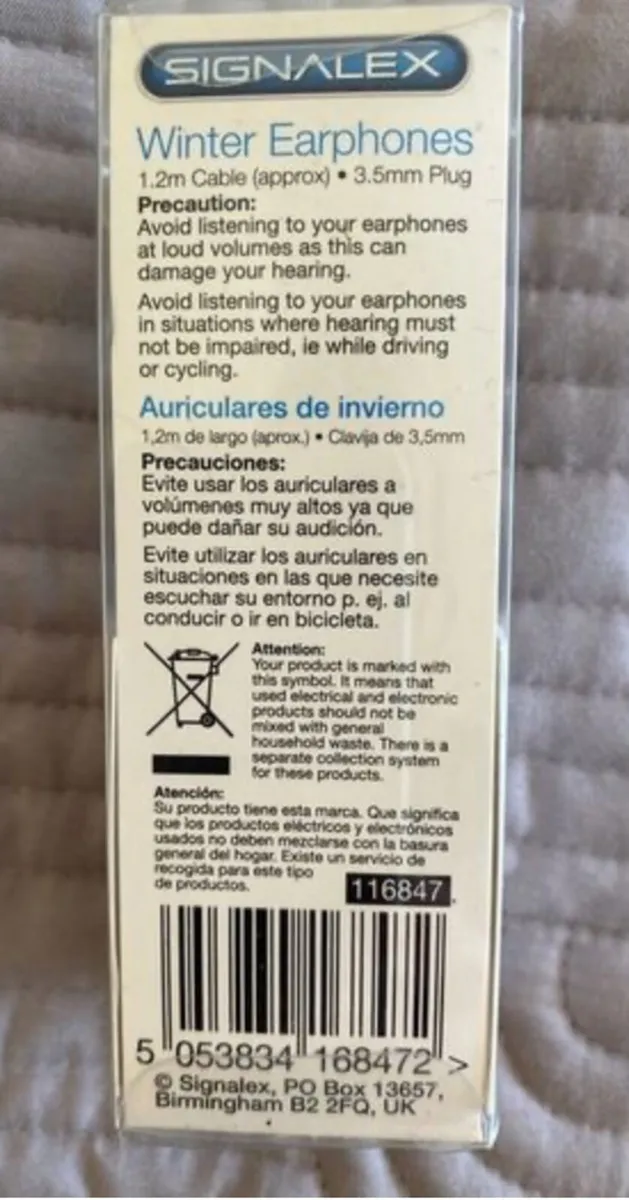 SIGNALEX
Winter Earphones
1.2m Cable (approx) • 3.5mm Plug
Precaution:
Avoid listening to your earphones
at loud volumes as this can
damage your hearing.
Avoid listening to your earphones
in situations where hearing must
not be impaired, ie while driving
or cycling.
Auriculares de invierno
1,2m de largo (aprox.) • Clavija de 3,5mm
Precauciones:
Evite usar los auriculares a
volúmenes muy altos ya que
puede dañar su audición.
Evite utilizar los auriculares en
situaciones en las que necesite
escuchar su entorno p. ej. al
conducir o ir en bicicleta.
Attention:
Your product is marked with
this symbol. It means that
used electrical and electronic
products should not be
mixed with general
household waste. There is a
separate collection system
for these products.
Atención:
Su producto tiene esta marca. Que significa
que los productos eléctricos y electrónicos
usados no deben mezclarse con la basura
general del hogar. Existe un servicio de
recogida para este tipo
de productos.
116847
5 053834 168472 >
© Signalex, PO Box 13657,
Birmingham B2 2FQ, UK